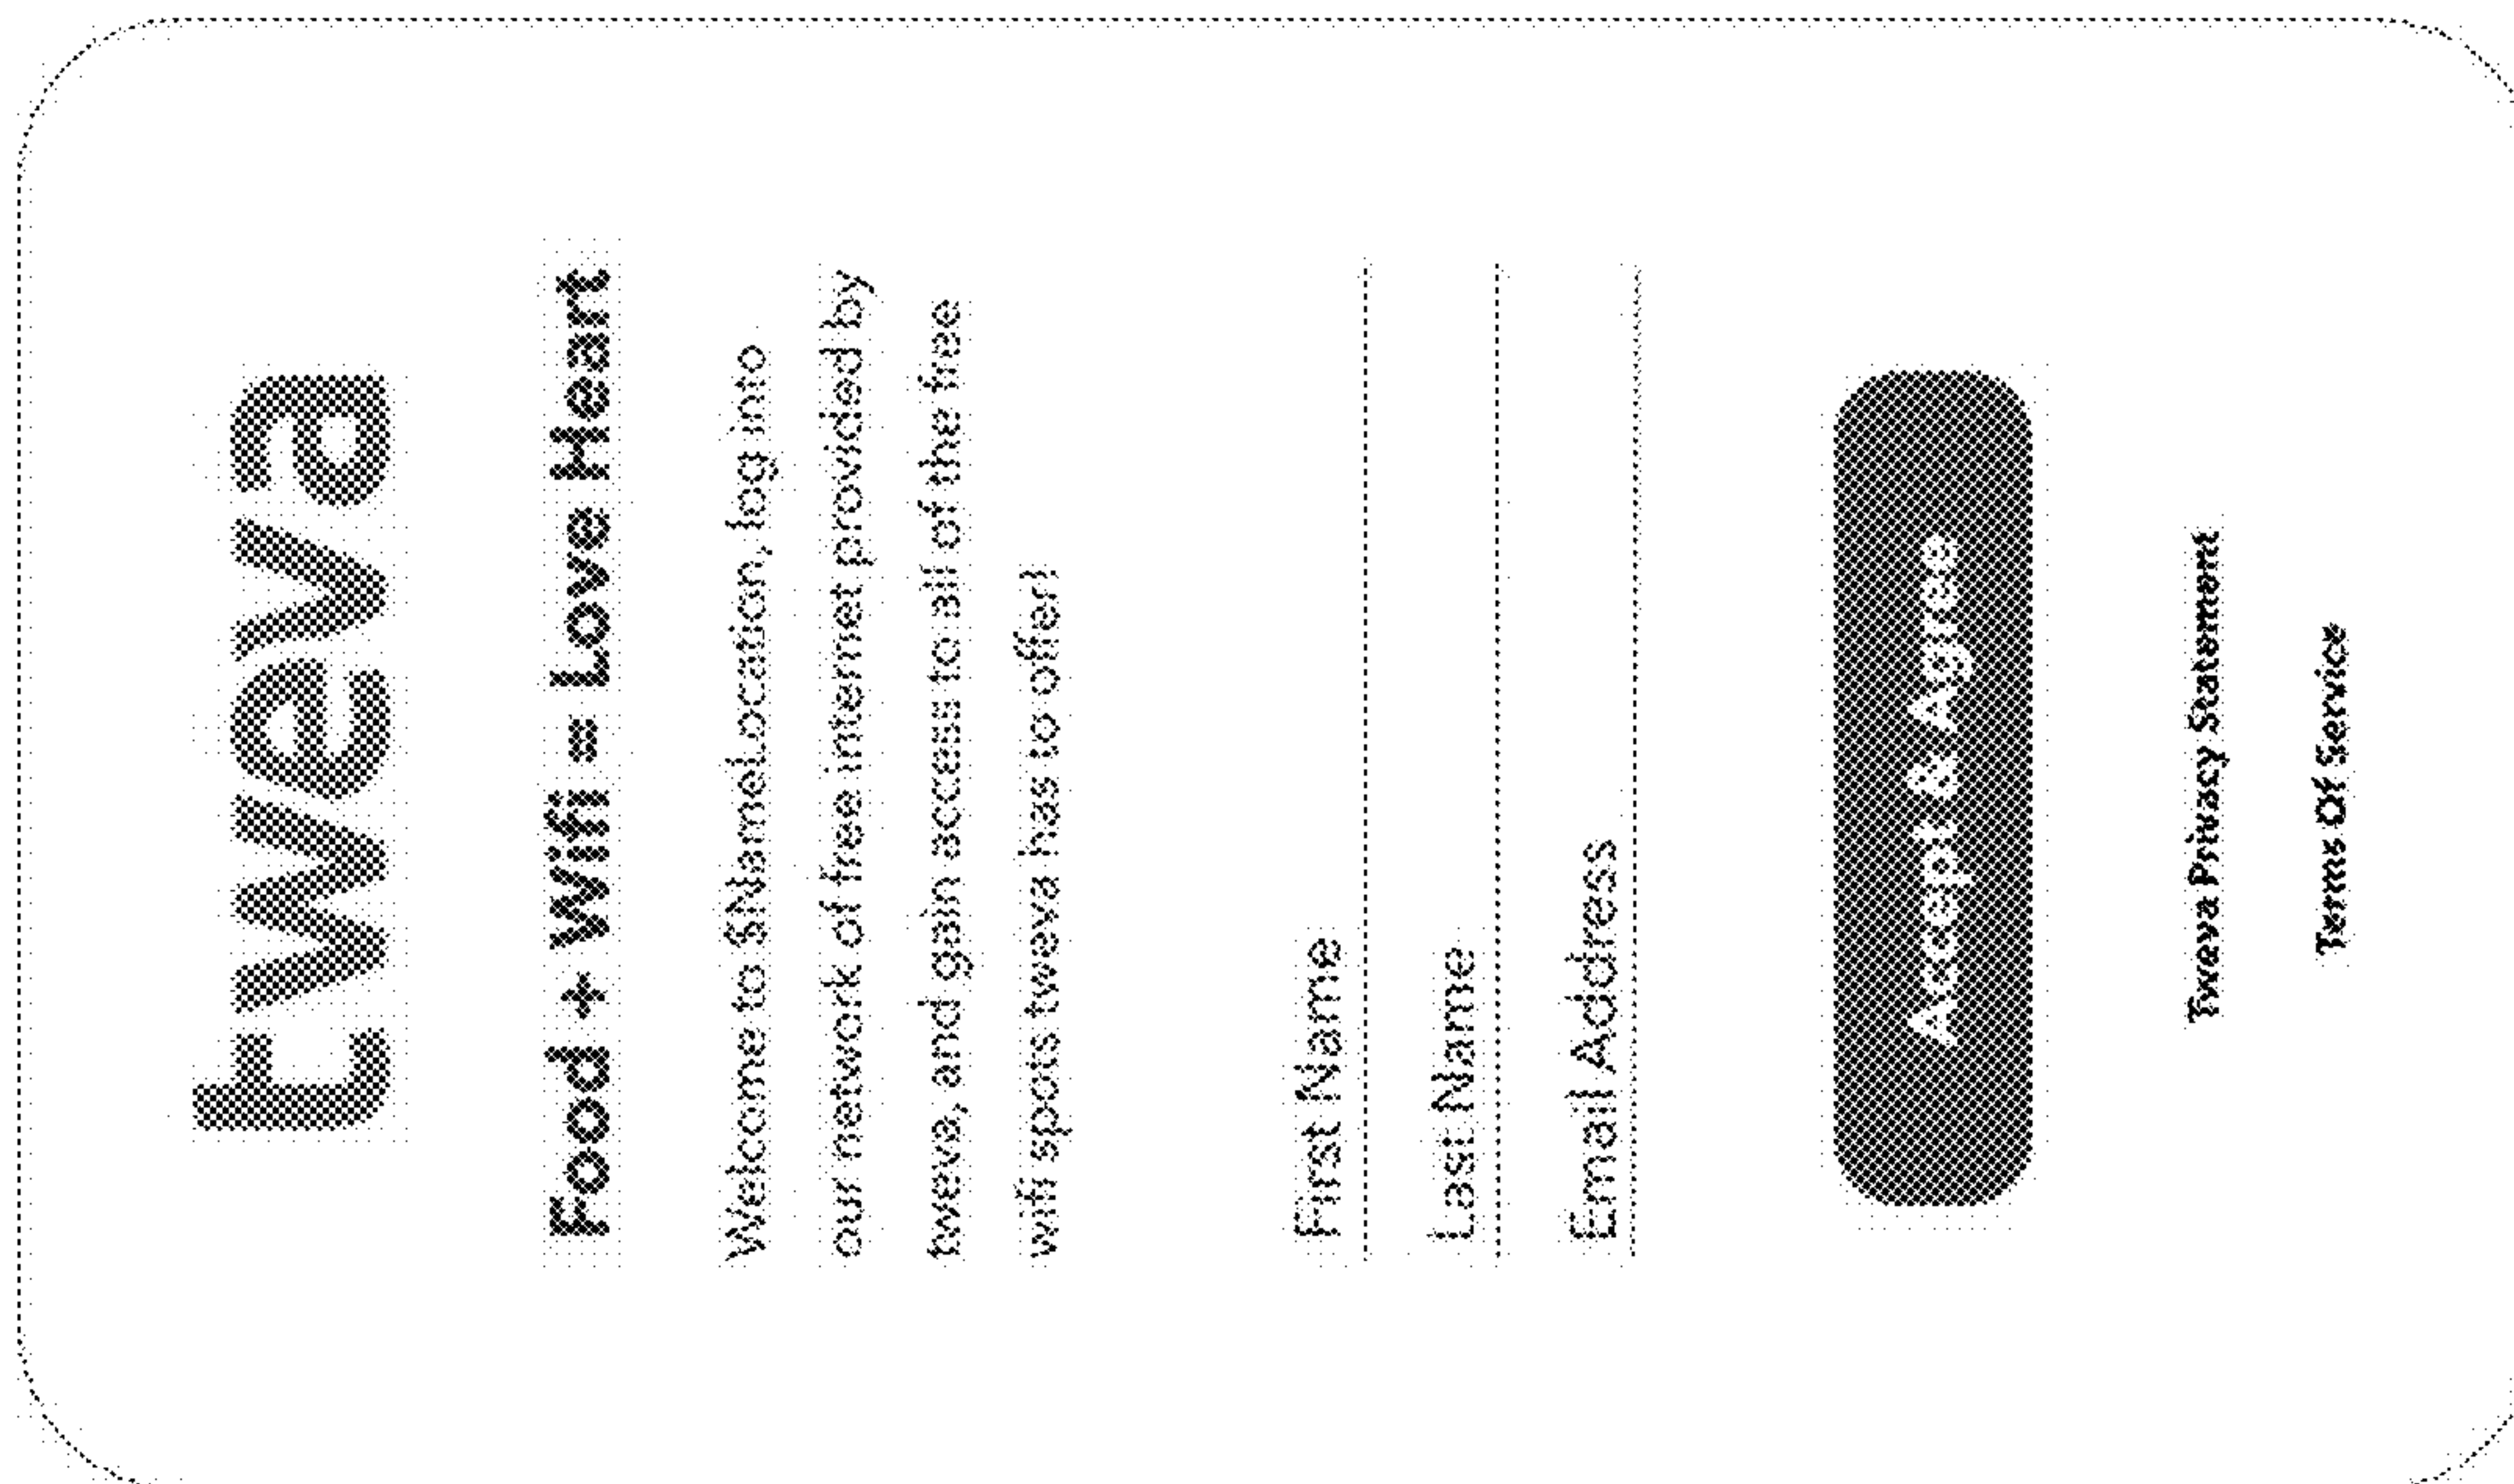 tweva
Food + Wifi = Love Heart
Welcome to $NameLocation, log into
our network of free internet provided by
tweva, and gain access to all of the free
wifi spots tweva has to offer!
First Name
Last Name
Email Address
Accept & Agree
Tweva Privacy Statement
Terms Of Service